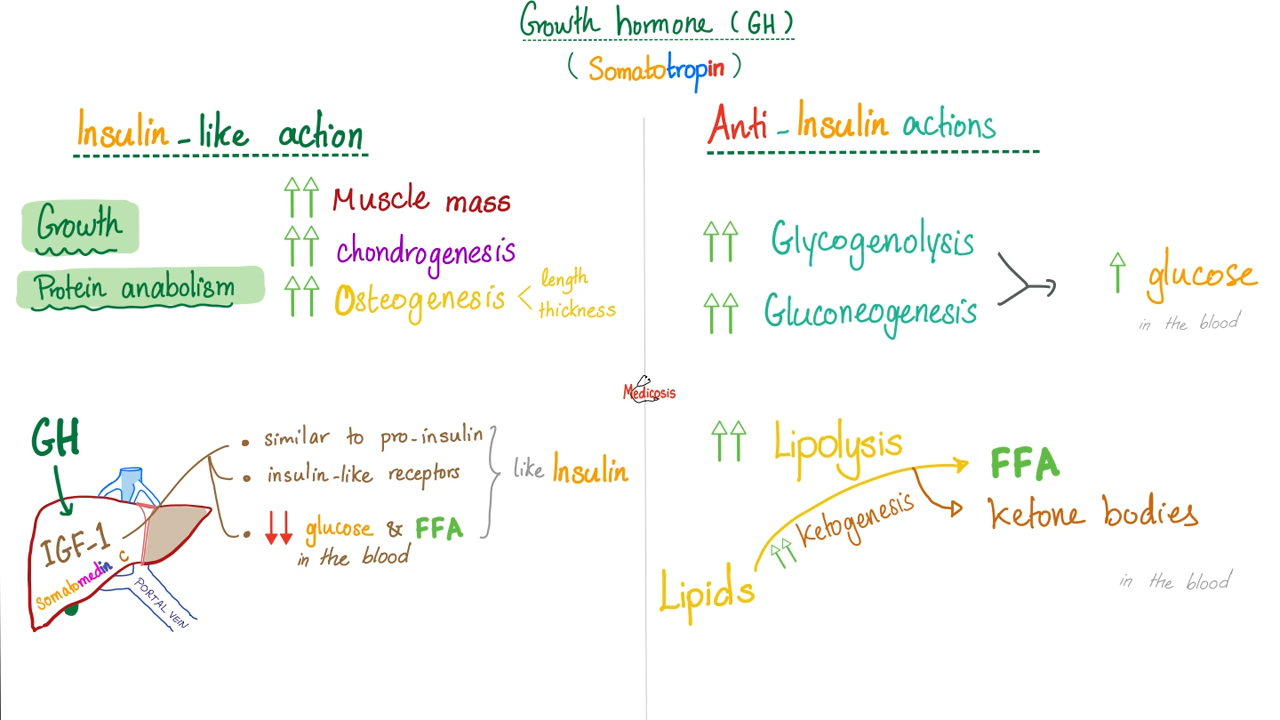 Growth hormone (GH)
(Somatotropin)
Insulin-like action
Growth
Protein anabolism
↑↑ Muscle mass
↑↑ chondrogenesis
↑↑ Osteogenesis < length
thickness
GH
IGF-1
Somatomedin C
PORTAL VEIN
• similar to pro-insulin
• insulin-like receptors
• ↓↓ glucose & FFA
in the blood
like Insulin
Medicosis
Anti-Insulin actions
↑↑ Glycogenolysis
↑↑ Gluconeogenesis
↑ glucose
in the blood
↑↑ Lipolysis
FFA
↑↑ Ketogenesis
Ketone bodies
Lipids
in the blood